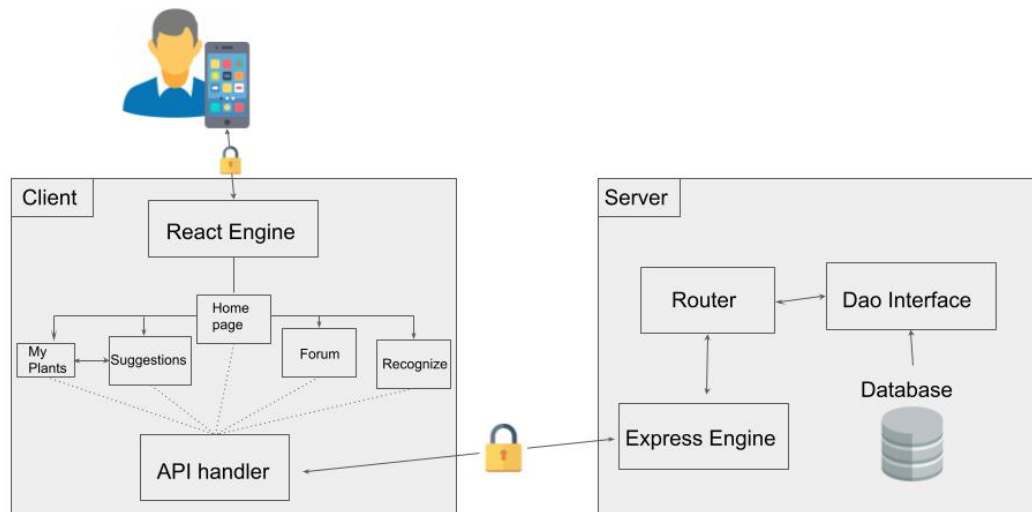 Client
React Engine
Home
page
My
Plants
Suggestions
Forum
Recognize
API handler
Server
Router
Dao Interface
Express Engine
Database